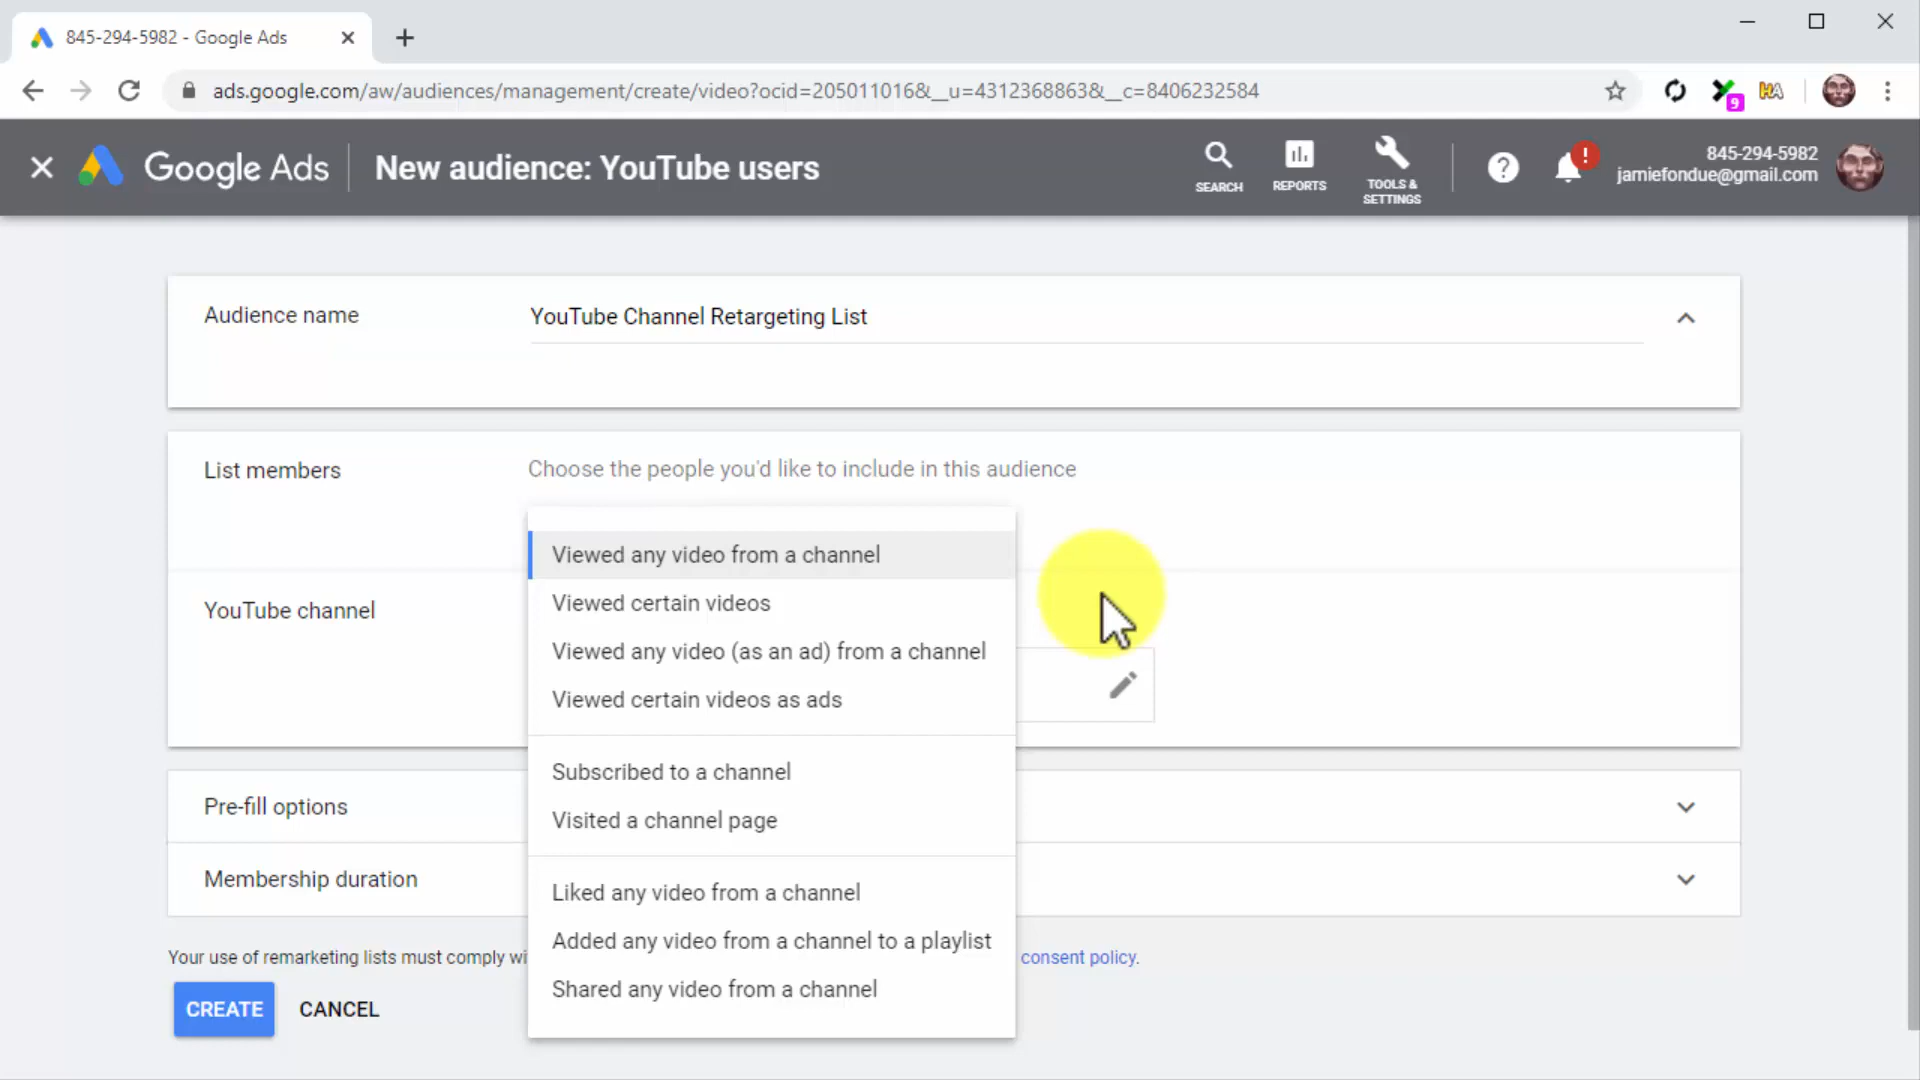 845-294-5982 - Google Ads
ads.google.com/aw/audiences/management/create/video?ocid=205011016&__u=4312368863&__c=8406232584
9
HA
Google Ads
New audience: YouTube users
SEARCH
REPORTS
TOOLS &
SETTINGS
?
!
845-294-5982
jamiefondue@gmail.com
Audience name
YouTube Channel Retargeting List
List members
Choose the people you'd like to include in this audience
Viewed any video from a channel
Viewed certain videos
YouTube channel
Viewed any video (as an ad) from a channel
Viewed certain videos as ads
Subscribed to a channel
Pre-fill options
Visited a channel page
Membership duration
Liked any video from a channel
Added any video from a channel to a playlist
Shared any video from a channel
Your use of remarketing lists must comply wi
consent policy.
CREATE
CANCEL